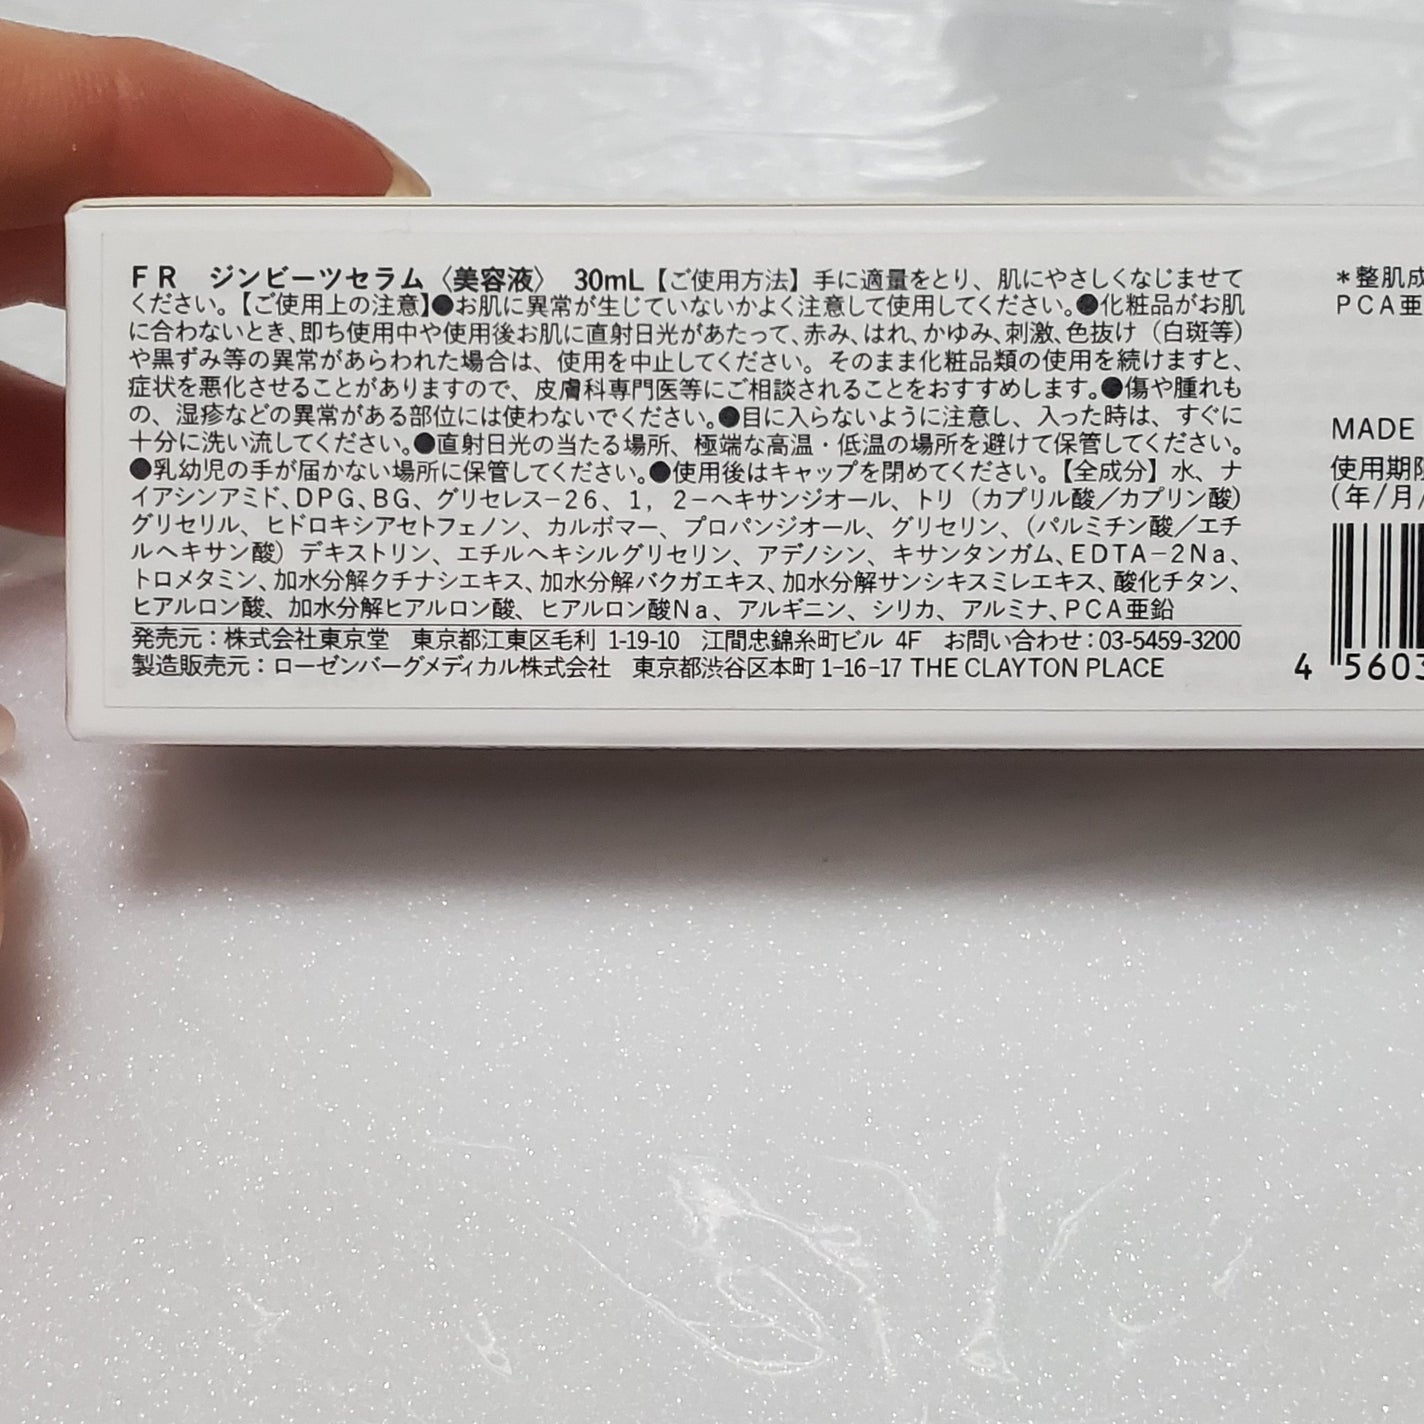 FR ジンビーツセラム〈美容液〉 30mL【ご使用方法】手に適量をとり、肌にやさしくなじませて
ください。【ご使用上の注意】●お肌に異常が生じていないかよく注意して使用してください。●化粧品がお肌
に合わないとき、即ち使用中や使用後お肌に直射日光があたって、赤み、はれ、かゆみ、刺激、色抜け（白斑等）
や黒ずみ等の異常があらわれた場合は、使用を中止してください。そのまま化粧品類の使用を続けますと、
症状を悪化させることがありますので、皮膚科専門医等にご相談されることをおすすめします。●傷や腫れも
の、湿疹などの異常がある部位には使わないでください。●目に入らないように注意し、入った時は、すぐに
十分に洗い流してください。●直射日光の当たる場所、極端な高温・低温の場所を避けて保管してください。
●乳幼児の手が届かない場所に保管してください。●使用後はキャップを閉めてください。【全成分】水、ナ
イアシンアミド、DPG、BG、グリセレス－26、1，2－ヘキサンジオール、トリ（カプリル酸／カプリン酸）
グリセリル、ヒドロキシアセトフェノン、カルボマー、プロパンジオール、グリセリン、（パルミチン酸／エチ
ルヘキサン酸）デキストリン、エチルヘキシルグリセリン、アデノシン、キサンタンガム、EDTA－2Na、
トロメタミン、加水分解クチナシエキス、加水分解バクガエキス、加水分解サンシキスミレエキス、酸化チタン、
ヒアルロン酸、加水分解ヒアルロン酸、ヒアルロン酸Na、アルギニン、シリカ、アルミナ、PCA亜鉛
発売元：株式会社東京堂 東京都江東区毛利 1-19-10 江間忠錦糸町ビル 4F お問い合わせ：03-5459-3200
製造販売元：ローゼンバーグメディカル株式会社 東京都渋谷区本町 1-16-17 THE CLAYTON PLACE
＊整肌成
PCA亜
MADE
使用期限
（年/月/
4 5603